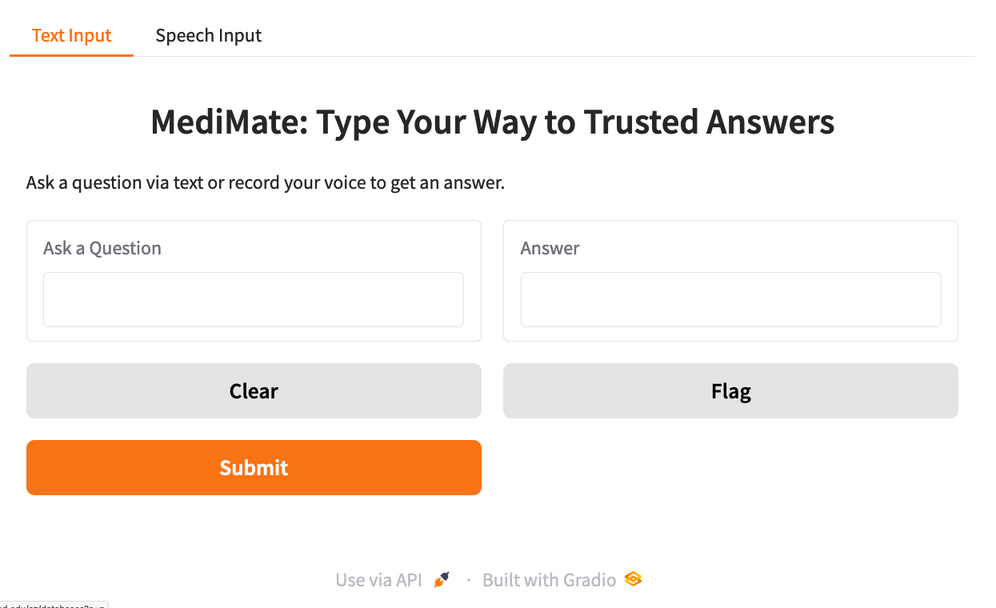 Text Input
Speech Input
MediMate: Type Your Way to Trusted Answers
Ask a question via text or record your voice to get an answer.
Ask a Question
Answer
Clear
Flag
Submit
Use via API · Built with Gradio